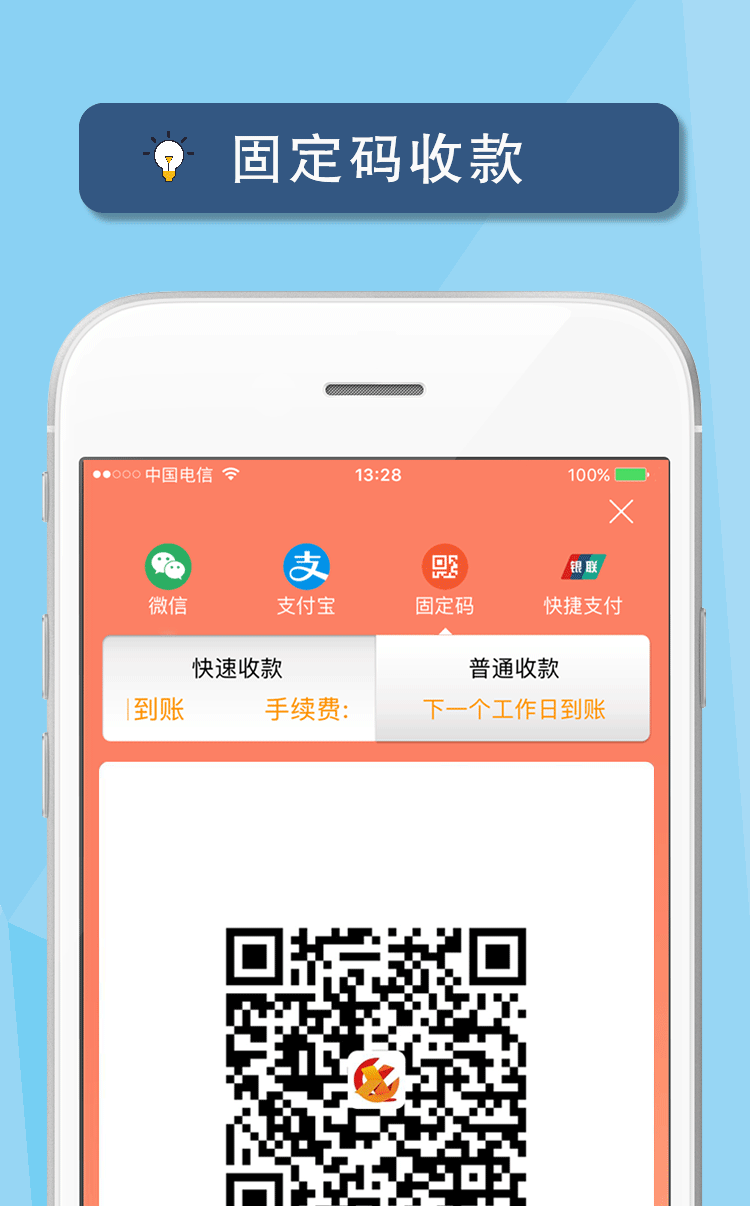 固定码收款
中国电信 13:28 100%
微信 支付宝 固定码 银联 快捷支付
快速收款 普通收款
到账 手续费: 下一个工作日到账